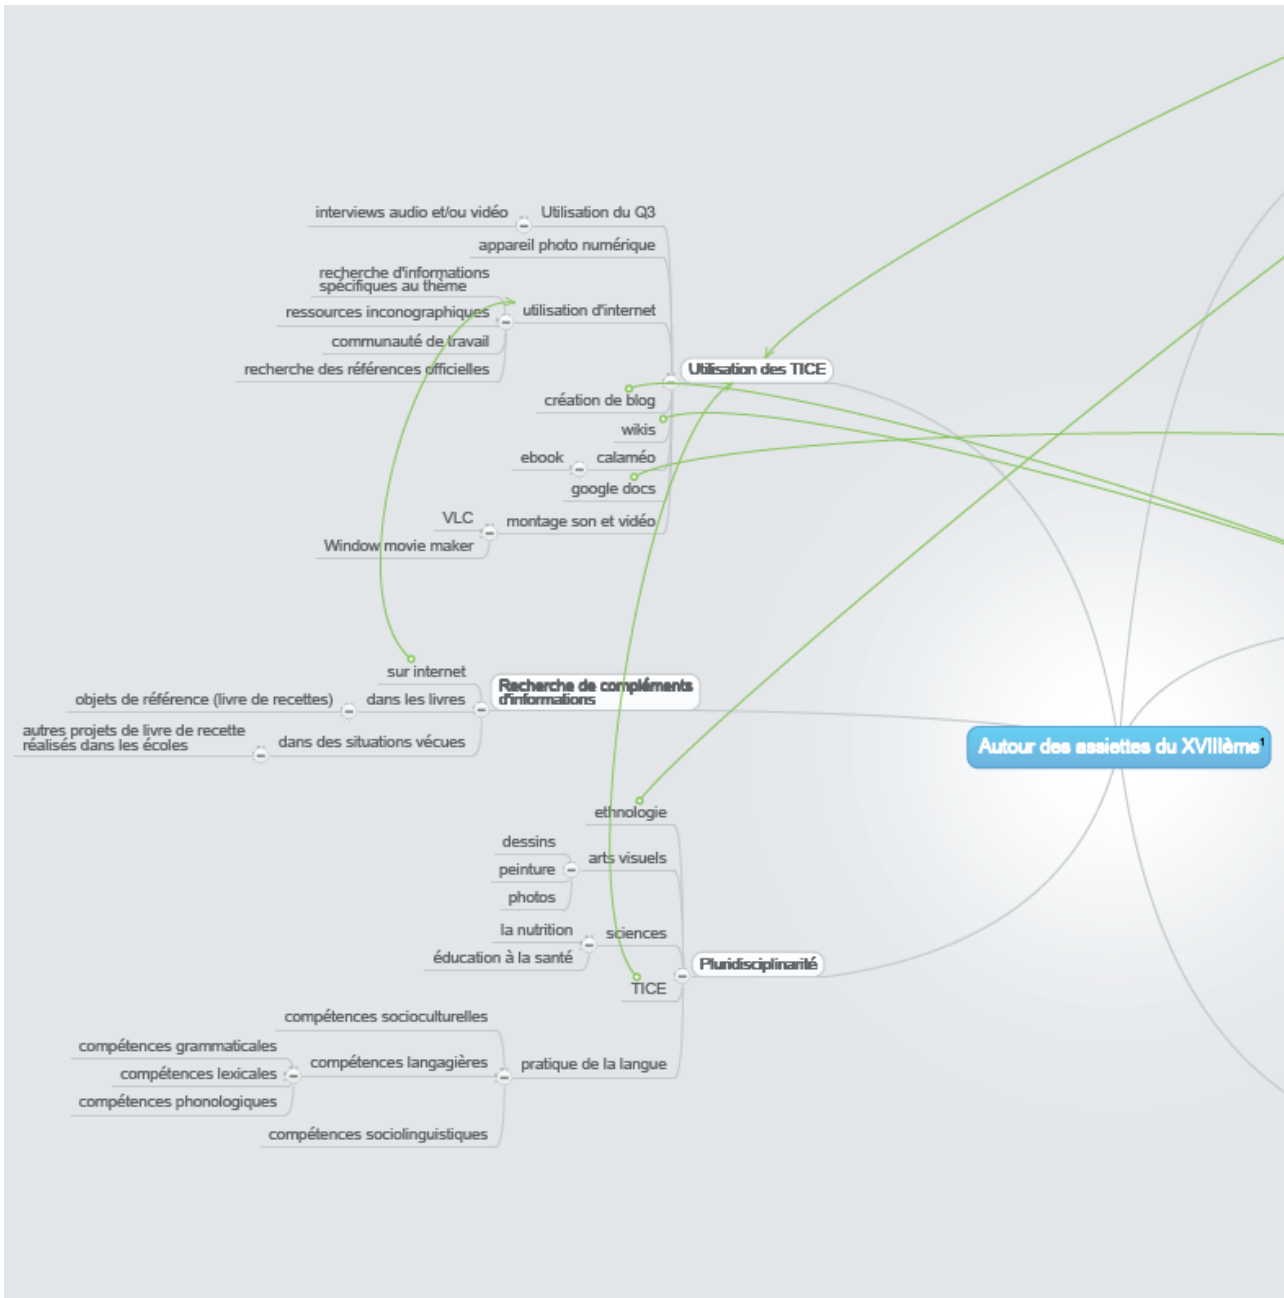 interviews audio et/ou vidéo
Utilisation du Q3
appareil photo numérique
recherche d'informations
spécifiques au thème
ressources inconographiques
utilisation d'internet
communauté de travail
recherche des références officielles
Utilisation des TICE
création de blog
wikis
ebook
calaméo
google docs
VLC
montage son et vidéo
Window movie maker
sur internet
Recherche de compléments
d'informations
objets de référence (livre de recettes)
dans les livres
autres projets de livre de recette
réalisés dans les écoles
dans des situations vécues
Autour des assiettes du XVIIIème1
ethnologie
dessins
arts visuels
peinture
photos
la nutrition
sciences
éducation à la santé
Pluridisciplinarité
TICE
compétences socioculturelles
compétences grammaticales
compétences langagières
pratique de la langue
compétences lexicales
compétences phonologiques
compétences sociolinguistiques